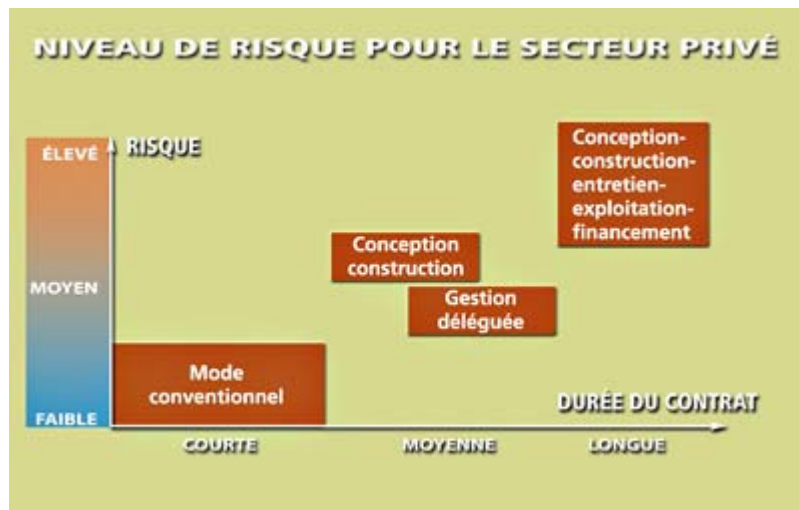 NIVEAU DE RISQUE POUR LE SECTEUR PRIVÉ
ÉLEVÉ
RISQUE
Conception-
construction-
entretien-
exploitation-
financement
Conception
construction
MOYEN
Gestion
déléguée
Mode
conventionnel
FAIBLE
DURÉE DU CONTRAT
COURTE
MOYENNE
LONGUE